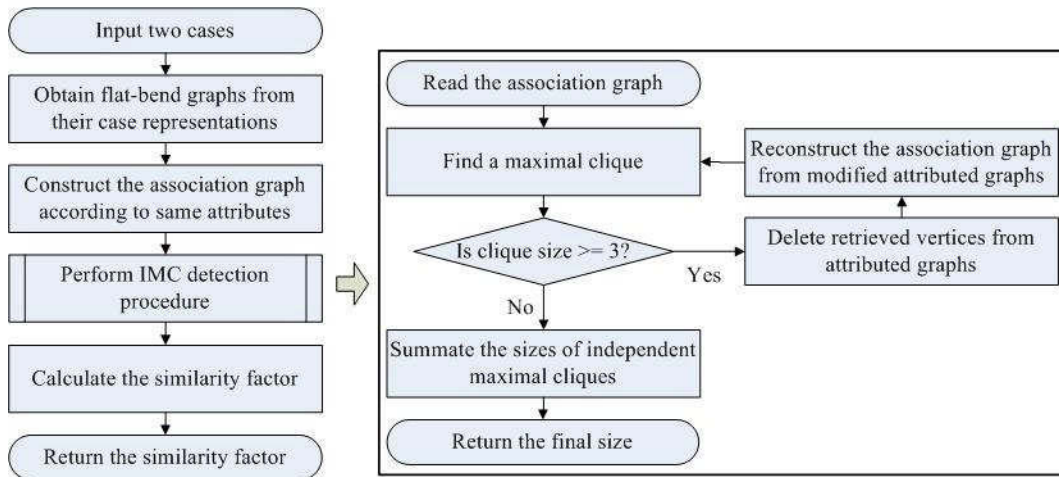 Input two cases
Obtain flat-bend graphs from
their case representations
Construct the association graph
according to same attributes
Perform IMC detection
procedure
Calculate the similarity factor
Return the similarity factor
Read the association graph
Find a maximal clique
Is clique size >= 3?
Yes
No
Delete retrieved vertices from
attributed graphs
Reconstruct the association graph
from modified attributed graphs
Summate the sizes of independent
maximal cliques
Return the final size